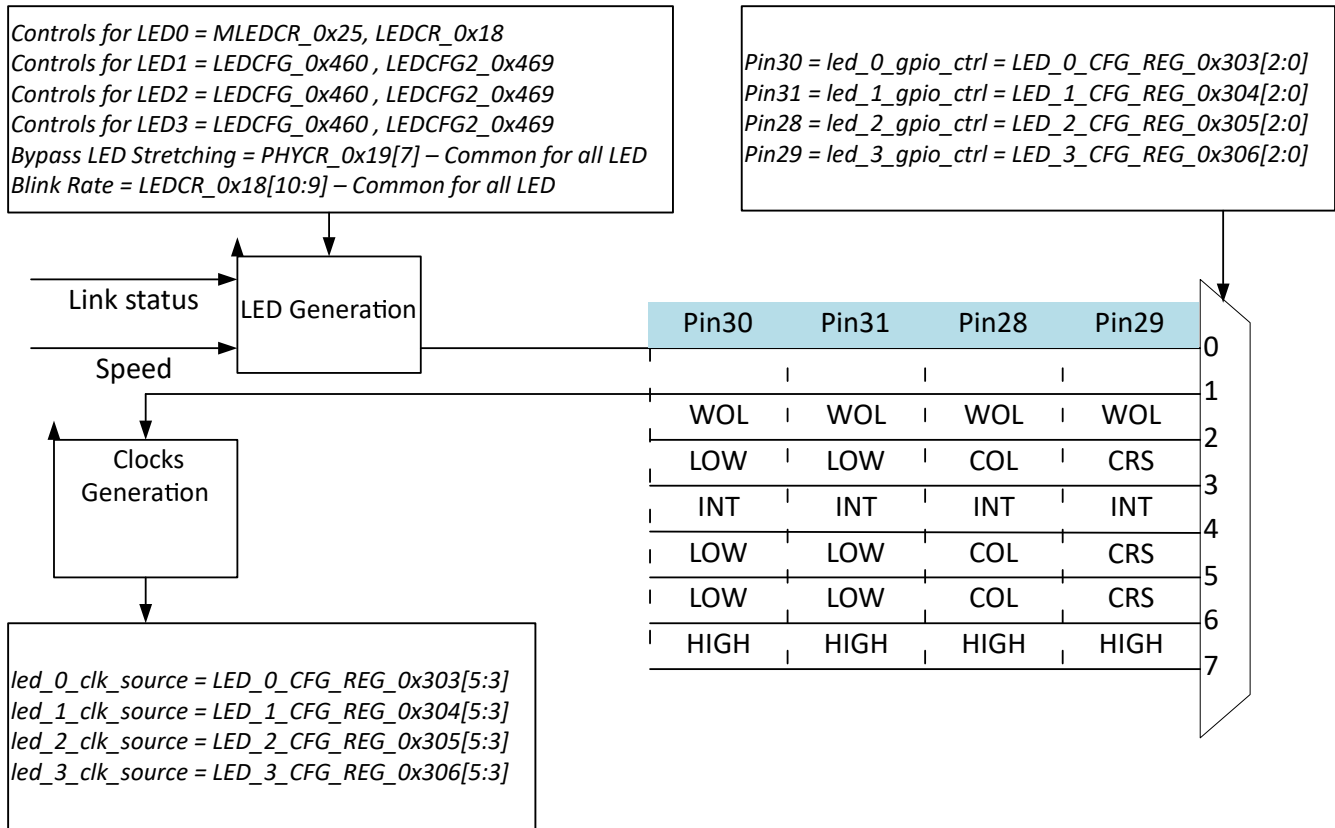 Controls for LED0 = MLEDCR_0x25, LEDCR_0x18
Controls for LED1 = LEDCFG_0x460 , LEDCFG2_0x469
Controls for LED2 = LEDCFG_0x460 , LEDCFG2_0x469
Controls for LED3 = LEDCFG_0x460 , LEDCFG2_0x469
Bypass LED Stretching = PHYCR_0x19[7] – Common for all LED
Blink Rate = LEDCR_0x18[10:9] – Common for all LED
Pin30 = led_0_gpio_ctrl = LED_0_CFG_REG_0x303[2:0]
Pin31 = led_1_gpio_ctrl = LED_1_CFG_REG_0x304[2:0]
Pin28 = led_2_gpio_ctrl = LED_2_CFG_REG_0x305[2:0]
Pin29 = led_3_gpio_ctrl = LED_3_CFG_REG_0x306[2:0]
Link status
Speed
LED Generation
Pin30 Pin31 Pin28 Pin29
0
1
WOL WOL WOL WOL
2
LOW LOW COL CRS
3
INT INT INT INT
4
LOW LOW COL CRS
5
LOW LOW COL CRS
6
HIGH HIGH HIGH HIGH
7
Clocks
Generation
led_0_clk_source = LED_0_CFG_REG_0x303[5:3]
led_1_clk_source = LED_1_CFG_REG_0x304[5:3]
led_2_clk_source = LED_2_CFG_REG_0x305[5:3]
led_3_clk_source = LED_3_CFG_REG_0x306[5:3]